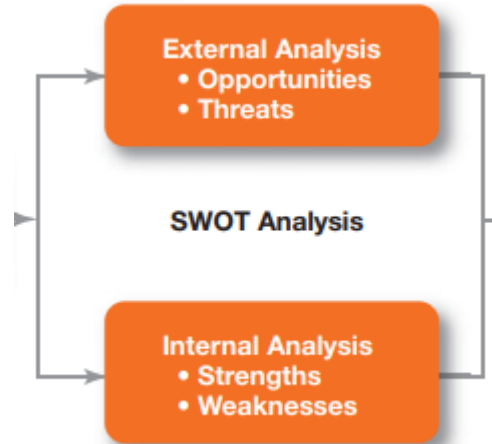 External Analysis
• Opportunities
• Threats
SWOT Analysis
Internal Analysis
• Strengths
• Weaknesses